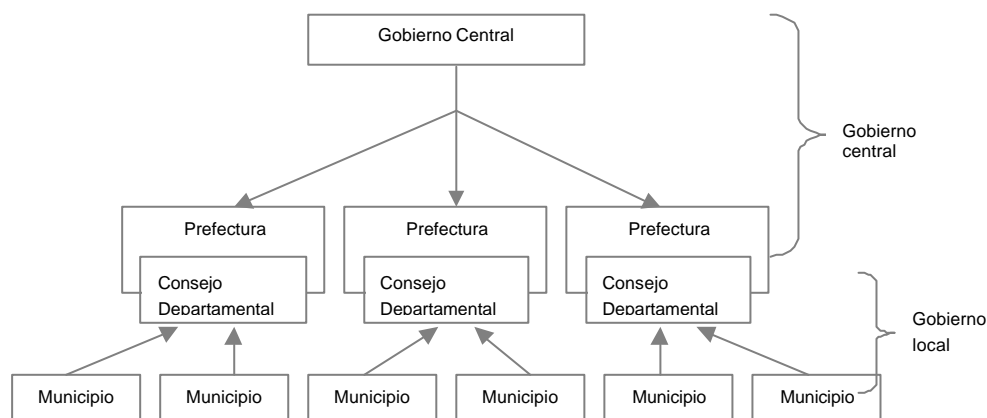 Gobierno Central
Gobierno
central
Prefectura
Prefectura
Prefectura
Consejo
Departamental
Consejo
Departamental
Consejo
Departamental
Gobierno
local
Municipio
Municipio
Municipio
Municipio
Municipio
Municipio